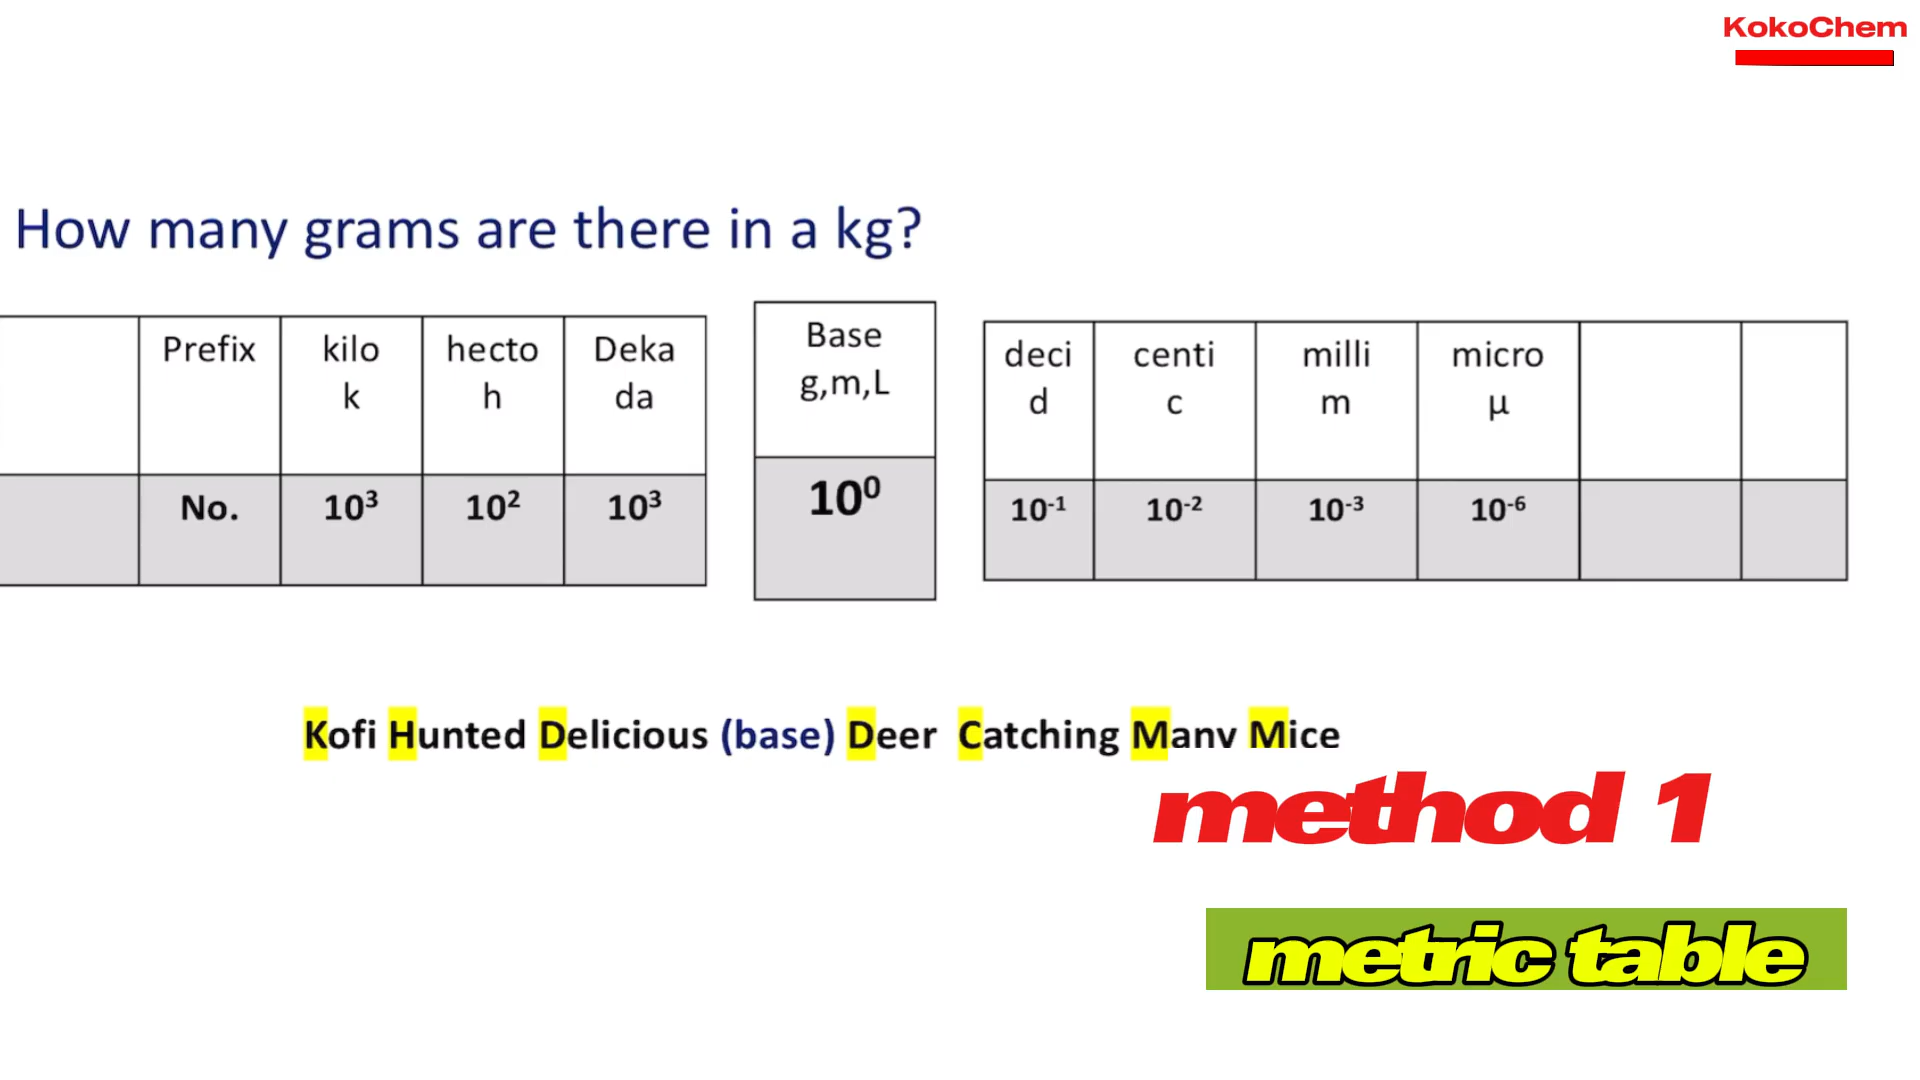 KokoChem
How many grams are there in a kg?
Prefix kilo hecto Deka Base deci centi milli micro
k h da g,m,L d c m µ
No. 10³ 10² 10³ 10⁰ 10⁻¹ 10⁻² 10⁻³ 10⁻⁶
Kofi Hunted Delicious (base) Deer Catching Many Mice
method 1
metric table